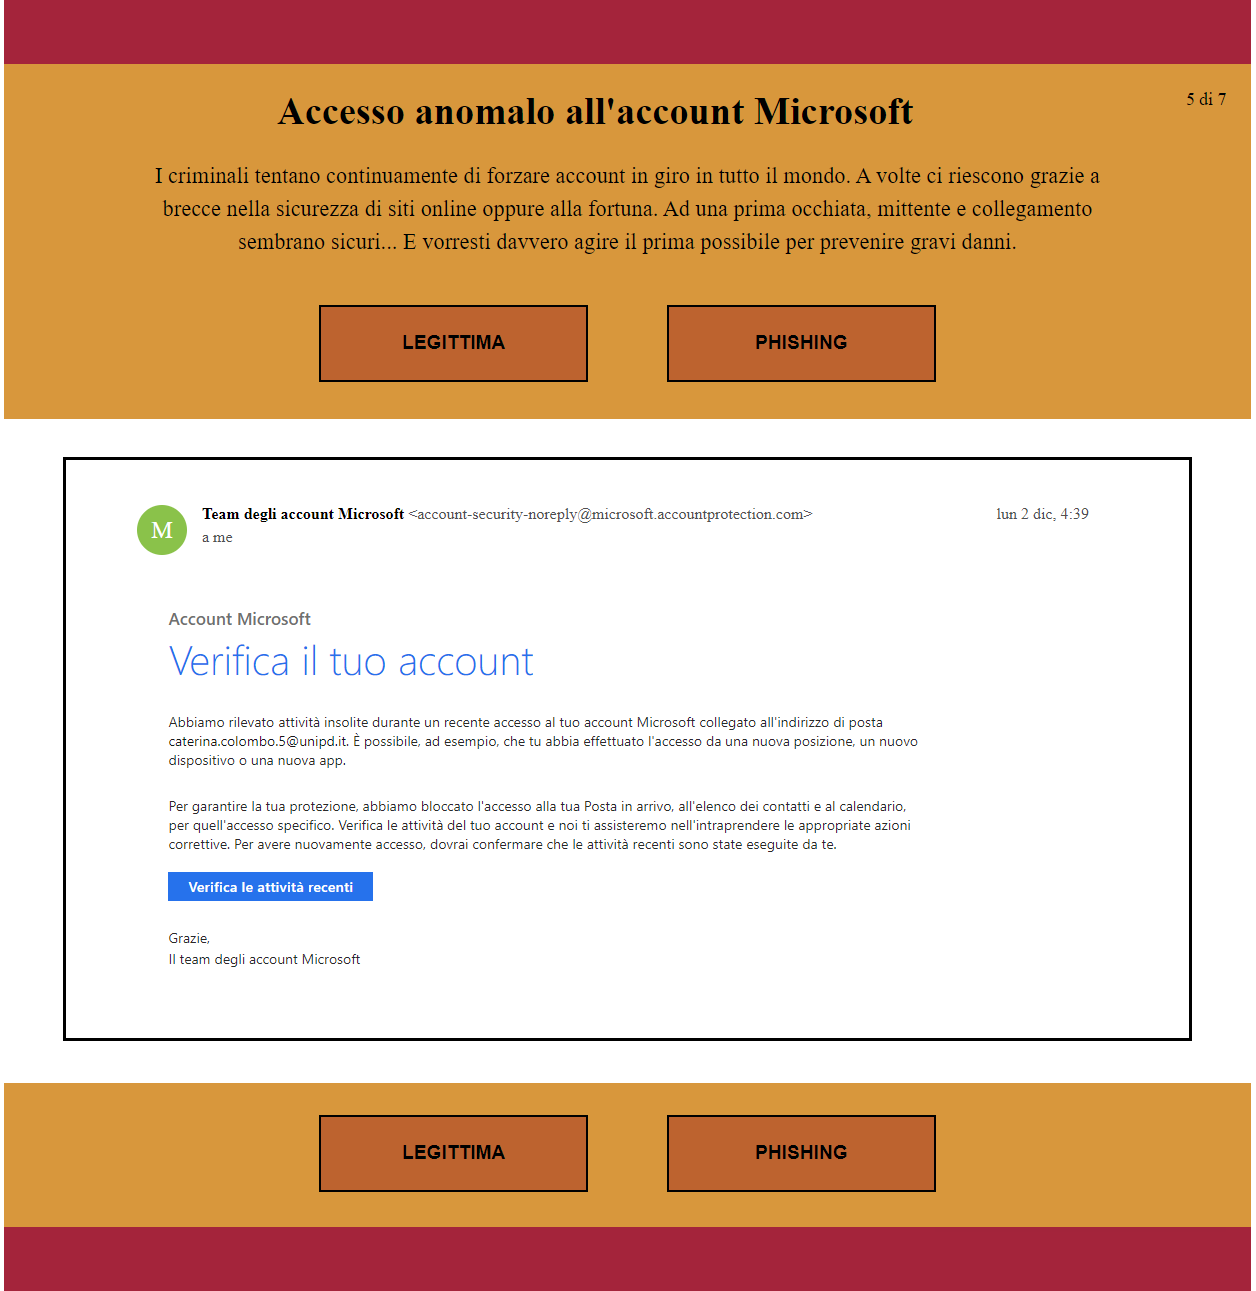 Accesso anomalo all'account Microsoft
5 di 7
I criminali tentano continuamente di forzare account in giro in tutto il mondo. A volte ci riescono grazie a
brecce nella sicurezza di siti online oppure alla fortuna. Ad una prima occhiata, mittente e collegamento
sembrano sicuri... E vorresti davvero agire il prima possibile per prevenire gravi danni.
LEGITTIMA
PHISHING
M
Team degli account Microsoft <account-security-noreply@microsoft.accountprotection.com>
lun 2 dic, 4:39
a me
Account Microsoft
Verifica il tuo account
Abbiamo rilevato attività insolite durante un recente accesso al tuo account Microsoft collegato all'indirizzo di posta
caterina.colombo.5@unipd.it. È possibile, ad esempio, che tu abbia effettuato l'accesso da una nuova posizione, un nuovo
dispositivo o una nuova app.
Per garantire la tua protezione, abbiamo bloccato l'accesso alla tua Posta in arrivo, all'elenco dei contatti e al calendario,
per quell'accesso specifico. Verifica le attività del tuo account e noi ti assisteremo nell'intraprendere le appropriate azioni
correttive. Per avere nuovamente accesso, dovrai confermare che le attività recenti sono state eseguite da te.
Verifica le attività recenti
Grazie,
Il team degli account Microsoft
LEGITTIMA
PHISHING